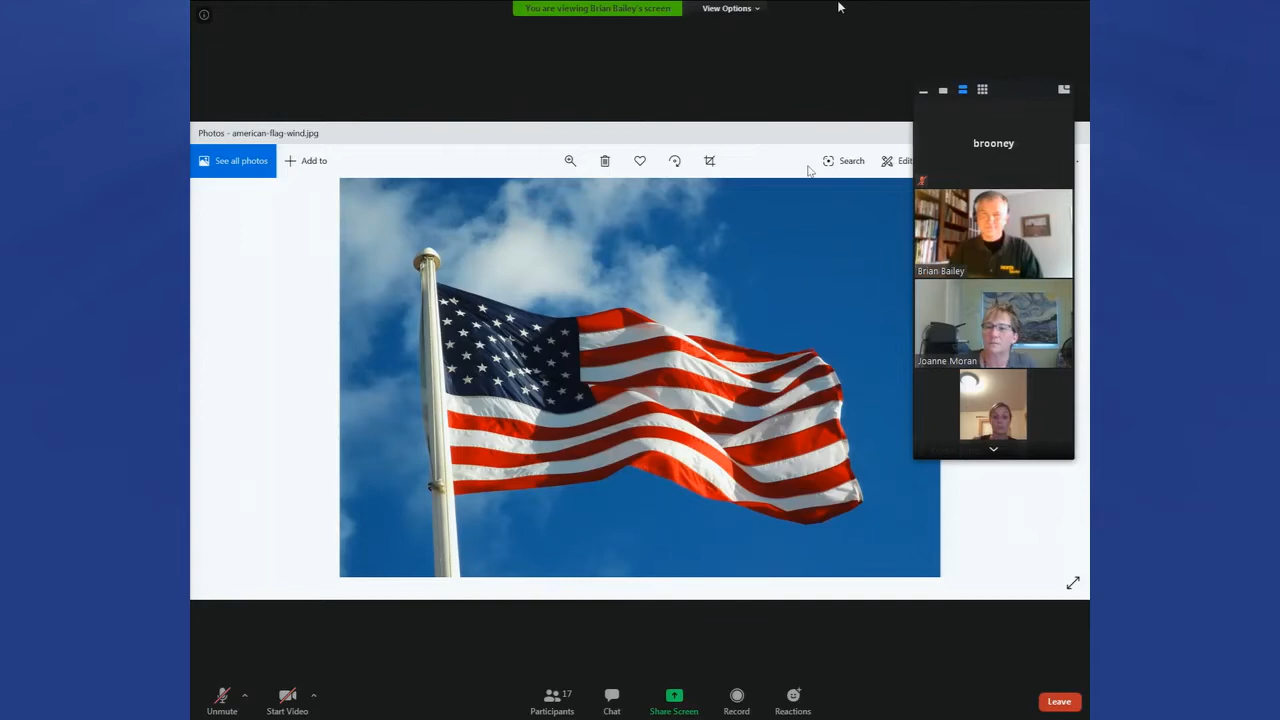 You are viewing Brian Bailey's screen
View Options
Photos - american-flag-wind.jpg
See all photos
Add to
Search
Edit
brooney
Brian Bailey
Joanne Moran
Unmute
Start Video
17
Participants
Chat
Share Screen
Record
Reactions
Leave